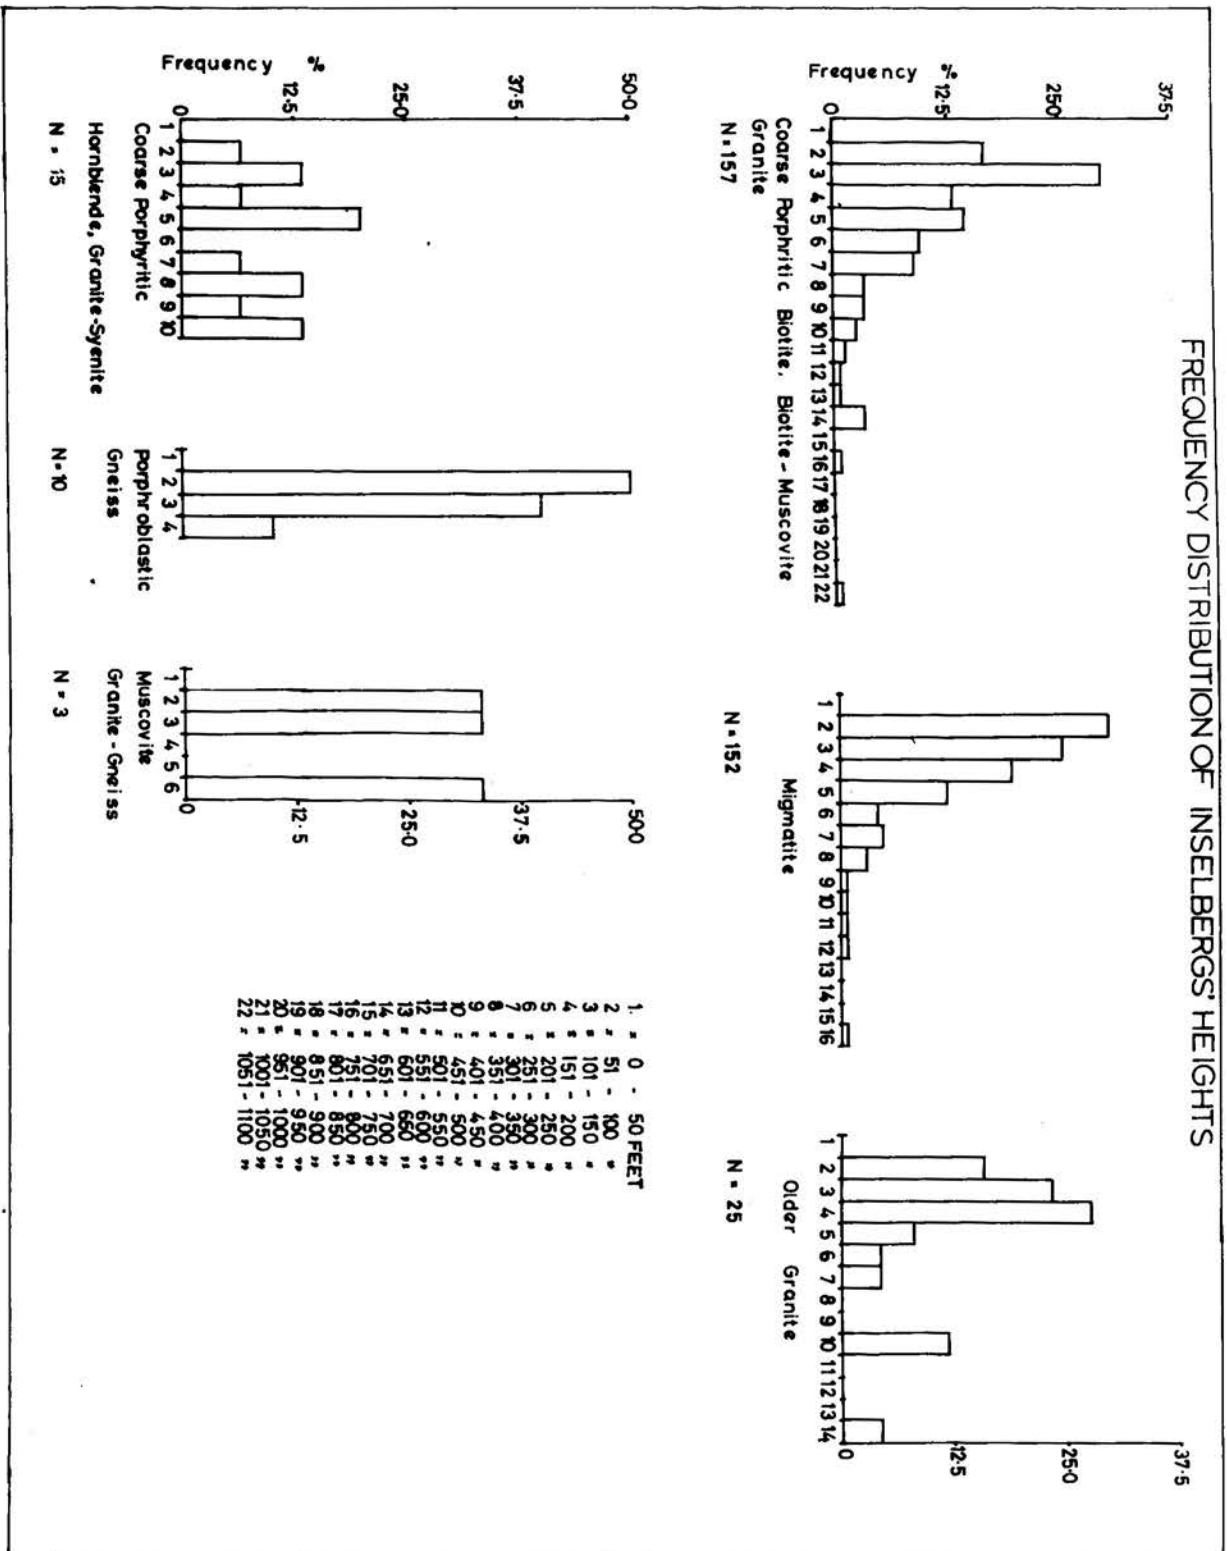 FREQUENCY DISTRIBUTION OF INSELBERGS' HEIGHTS
37.5
25.0
12.5
0
Frequency %
1 2 3 4 5 6 7 8 9 10 11 12 13 14 15 16 17 18 19 20 21 22
Coarse Porphritic Biotite, Biotite-Muscovite
Granite
N=157
1 2 3 4 5 6 7 8 9 10 11 12 13 14 15 16
Migmatite
N=152
37.5
25.0
12.5
0
1 2 3 4 5 6 7 8 9 10 11 12 13 14
Older Granite
N = 25
50.0
37.5
25.0
12.5
0
Frequency %
1 2 3 4 5 6 7 8 9 10
Coarse Porphyritic
Hornblende, Granite-Syenite
N = 15
1 2 3 4
Porphroblastic
Gneiss
N=10
50.0
37.5
25.0
12.5
0
1 2 3 4 5 6
Muscovite
Granite-Gneiss
N = 3
1. = 0 - 50 FEET
2 = 51 - 100 "
3 = 101 - 150 "
4 = 151 - 200 "
5 = 201 - 250 "
6 = 251 - 300 "
7 = 301 - 350 "
8 = 351 - 400 "
9 = 401 - 450 "
10 = 451 - 500 "
11 = 501 - 550 "
12 = 551 - 600 "
13 = 601 - 650 "
14 = 651 - 700 "
15 = 701 - 750 "
16 = 751 - 800 "
17 = 801 - 850 "
18 = 851 - 900 "
19 = 901 - 950 "
20 = 951 - 1000 "
21 = 1001 - 1050 "
22 = 1051 - 1100 "